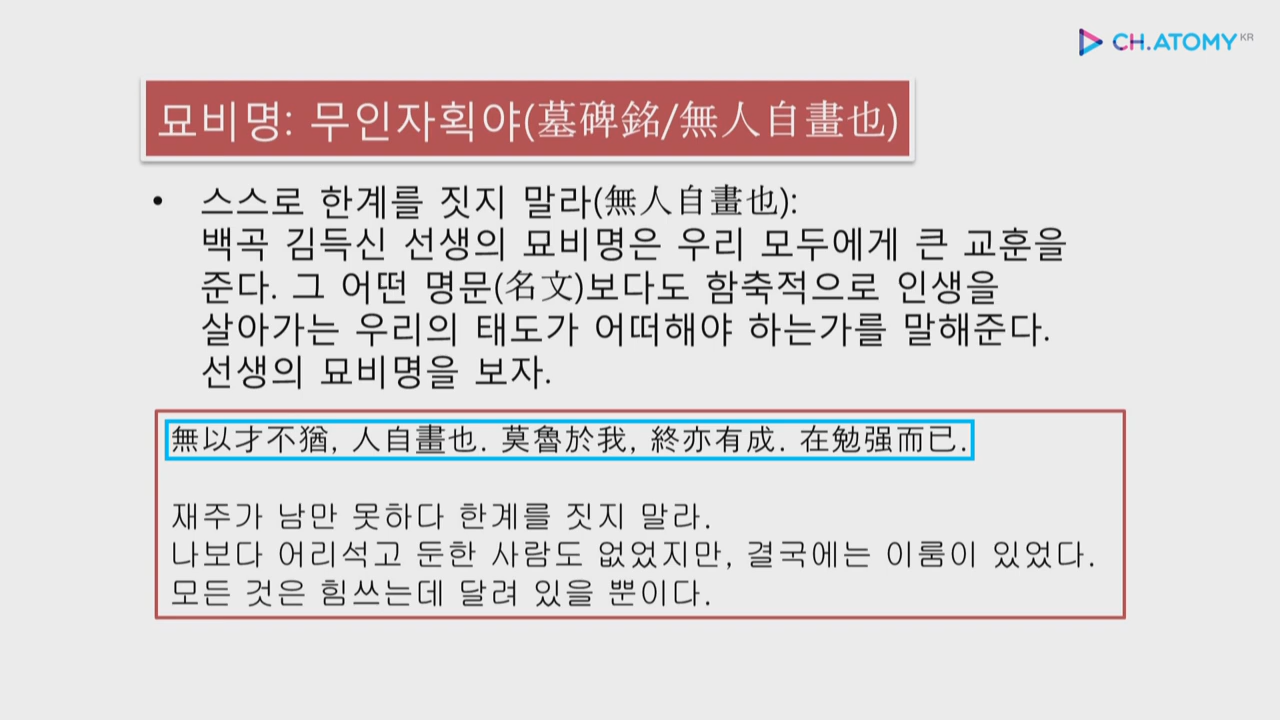 CH.ATOMY KR
묘비명: 무인자획야(墓碑銘/無人自畫也)
• 스스로 한계를 짓지 말라(無人自畫也):
백곡 김득신 선생의 묘비명은 우리 모두에게 큰 교훈을
준다. 그 어떤 명문(名文)보다도 함축적으로 인생을
살아가는 우리의 태도가 어떠해야 하는가를 말해준다.
선생의 묘비명을 보자.
無以才不猶, 人自畫也. 莫魯於我, 終亦有成. 在勉强而已.
재주가 남만 못하다 한계를 짓지 말라.
나보다 어리석고 둔한 사람도 없었지만, 결국에는 이룸이 있었다.
모든 것은 힘쓰는데 달려 있을 뿐이다.